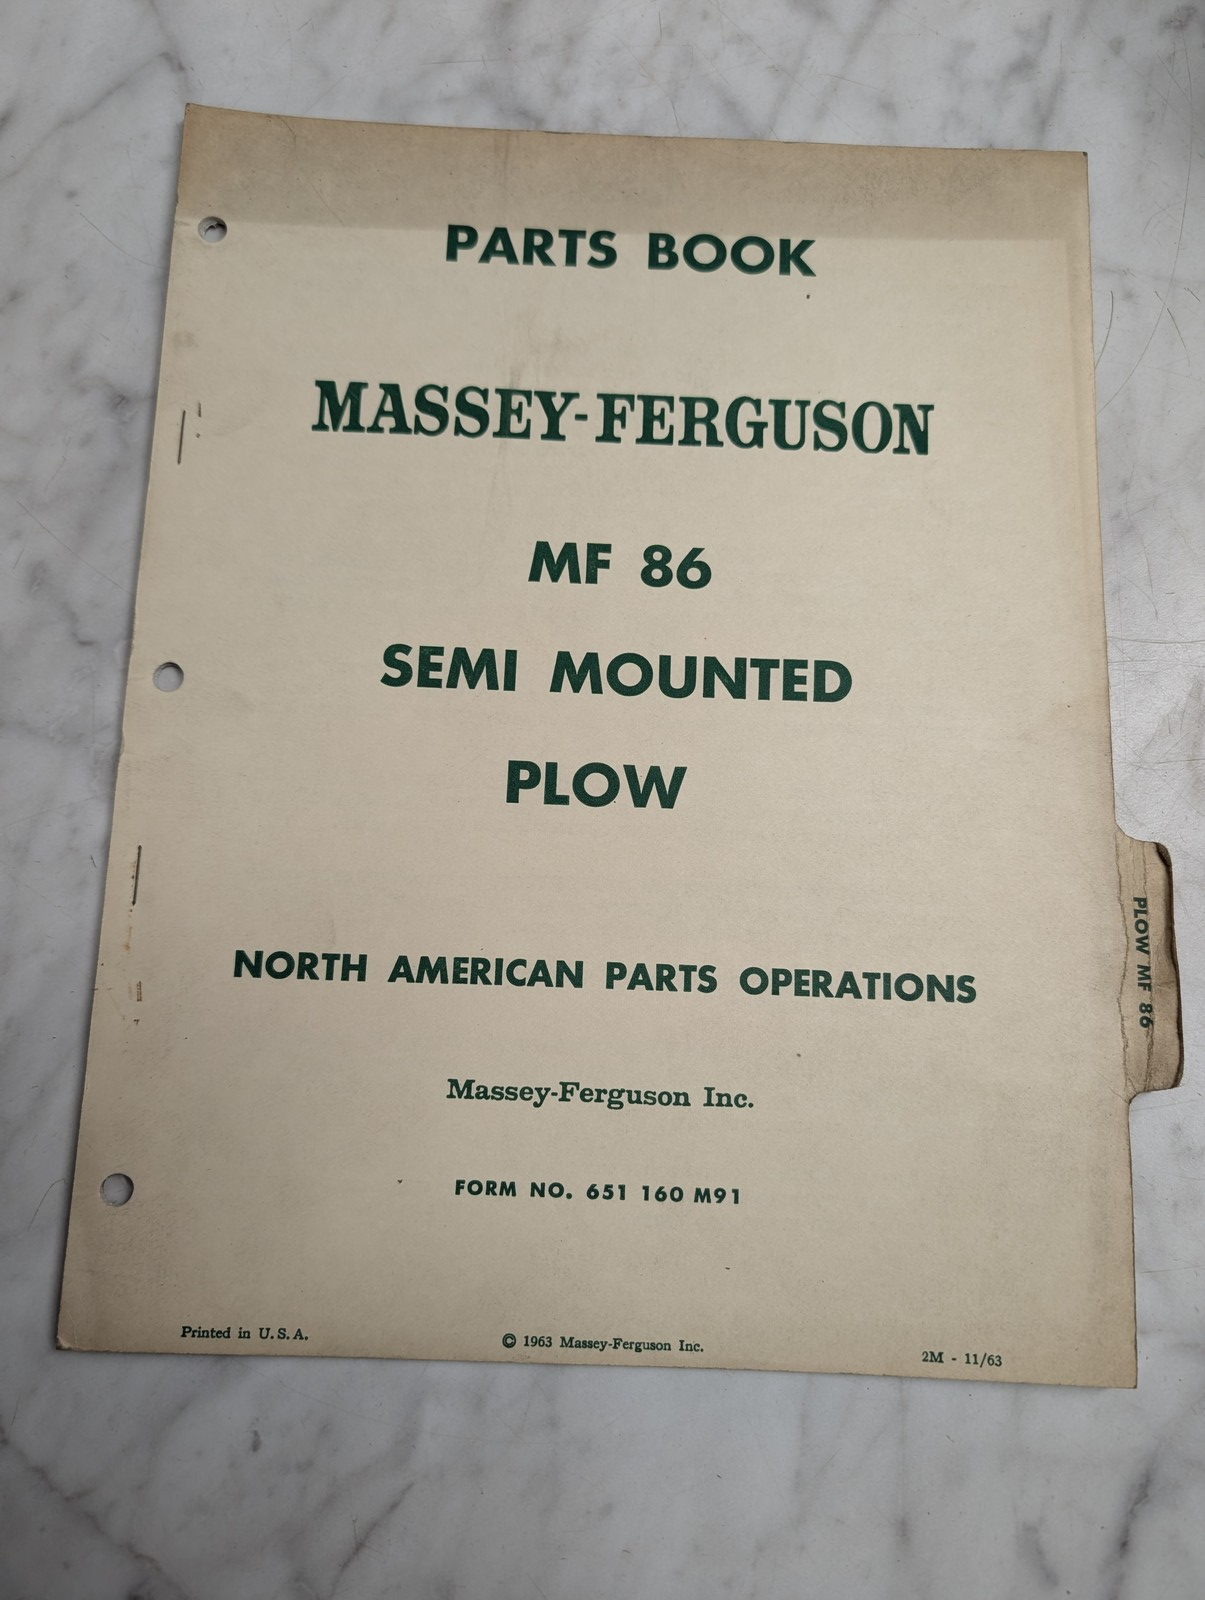 PARTS BOOK
MASSEY-FERGUSON
MF 86
SEMI MOUNTED
PLOW
NORTH AMERICAN PARTS OPERATIONS
Massey-Ferguson Inc.
FORM NO. 651 160 M91
Printed in U.S.A.
© 1963 Massey-Ferguson Inc.
2M - 11/63
PLOW MF 86